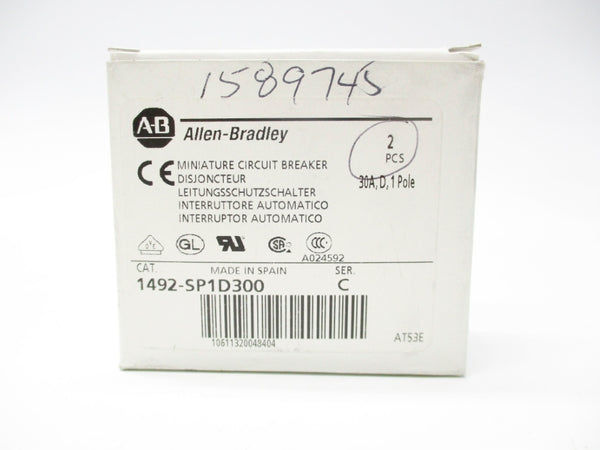 1589745
A-B Allen-Bradley
2
PCS
30A, D, 1 Pole
CE MINIATURE CIRCUIT BREAKER
DISJONCTEUR
LEITUNGSSCHUTZSCHALTER
INTERRUTTORE AUTOMATICO
INTERRUPTOR AUTOMATICO
GL
A024592
CAT. MADE IN SPAIN SER.
1492-SP1D300 C
10611320048404
AT53E